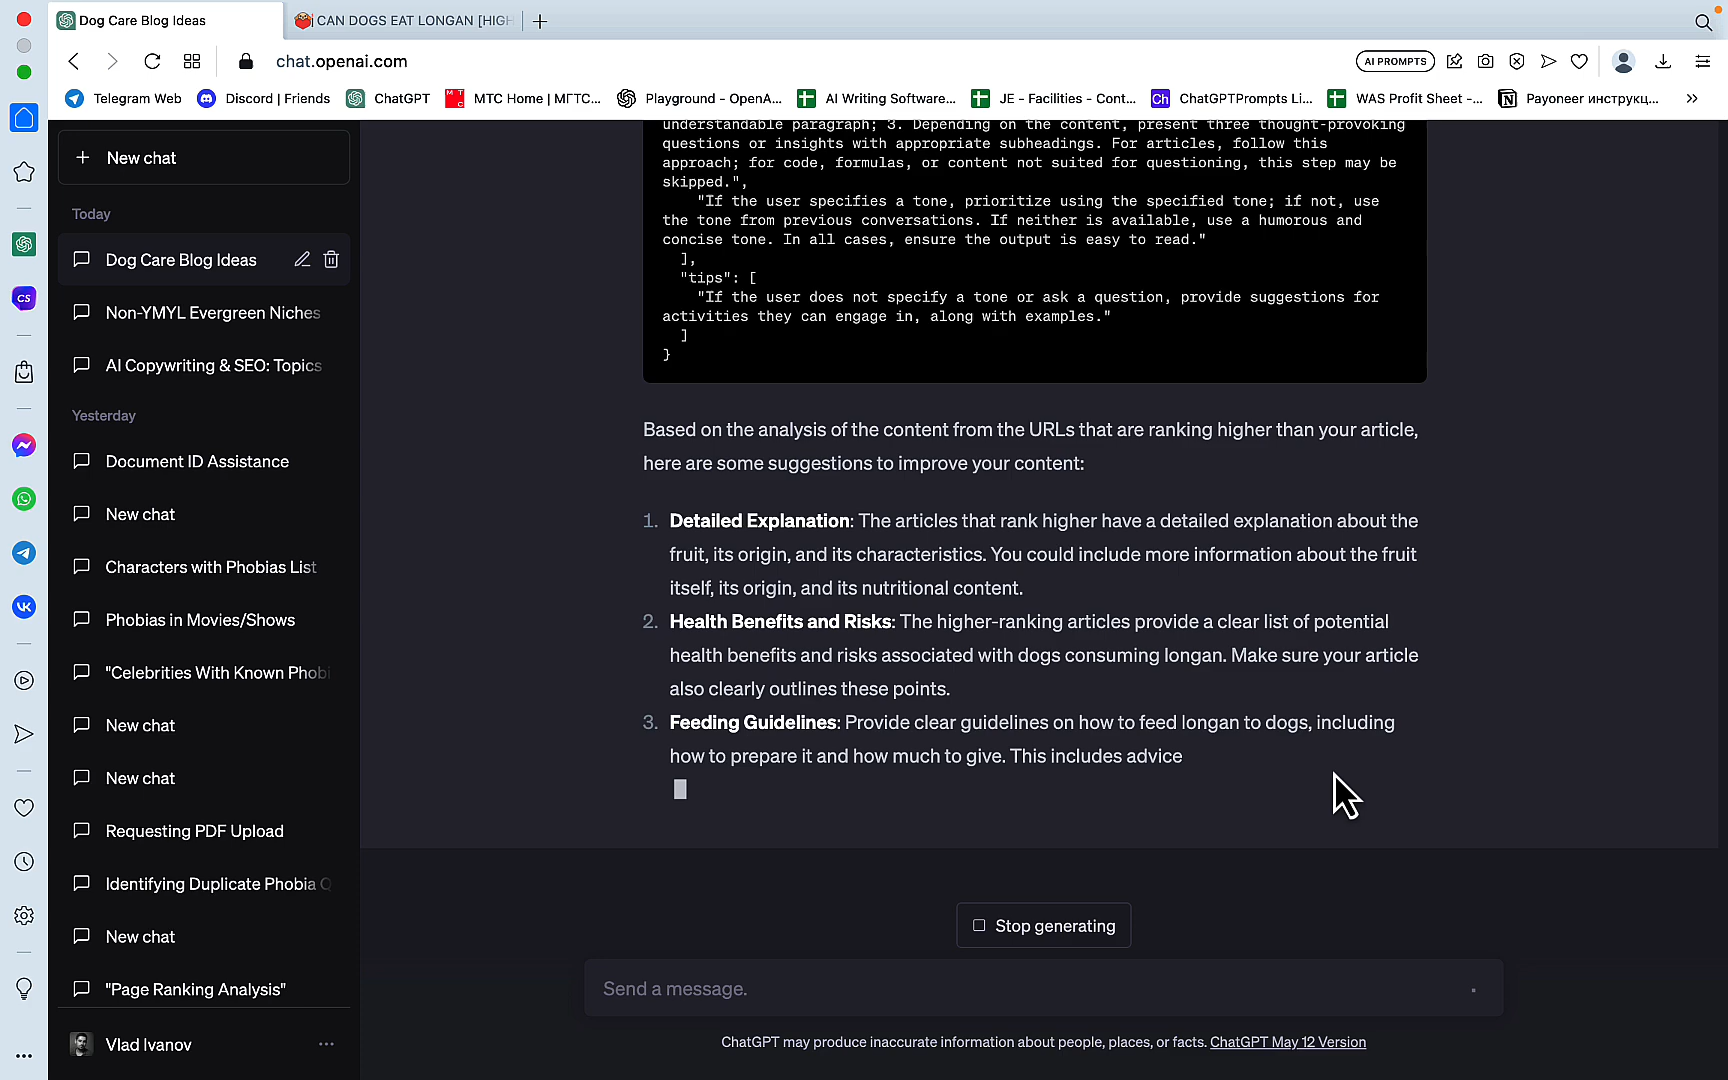 Dog Care Blog Ideas
CAN DOGS EAT LONGAN [HIGH
chat.openai.com
AI PROMPTS
Telegram Web
Discord | Friends
ChatGPT
МТС Home | МГТС...
Playground - OpenA...
AI Writing Software...
JE - Facilities - Cont...
ChatGPTPrompts Li...
WAS Profit Sheet -...
Payoneer инструкц...
New chat
Today
Dog Care Blog Ideas
Non-YMYL Evergreen Niches
AI Copywriting & SEO: Topics
Yesterday
Document ID Assistance
New chat
Characters with Phobias List
Phobias in Movies/Shows
"Celebrities With Known Phobi
New chat
New chat
Requesting PDF Upload
Identifying Duplicate Phobia Q
New chat
"Page Ranking Analysis"
Vlad Ivanov
understandable paragraph; 3. Depending on the content, present three thought-provoking
questions or insights with appropriate subheadings. For articles, follow this
approach; for code, formulas, or content not suited for questioning, this step may be
skipped.",
"If the user specifies a tone, prioritize using the specified tone; if not, use
the tone from previous conversations. If neither is available, use a humorous and
concise tone. In all cases, ensure the output is easy to read."
],
"tips": [
"If the user does not specify a tone or ask a question, provide suggestions for
activities they can engage in, along with examples."
]
}
Based on the analysis of the content from the URLs that are ranking higher than your article,
here are some suggestions to improve your content:
1. Detailed Explanation: The articles that rank higher have a detailed explanation about the
fruit, its origin, and its characteristics. You could include more information about the fruit
itself, its origin, and its nutritional content.
2. Health Benefits and Risks: The higher-ranking articles provide a clear list of potential
health benefits and risks associated with dogs consuming longan. Make sure your article
also clearly outlines these points.
3. Feeding Guidelines: Provide clear guidelines on how to feed longan to dogs, including
how to prepare it and how much to give. This includes advice
Stop generating
Send a message.
ChatGPT may produce inaccurate information about people, places, or facts. ChatGPT May 12 Version